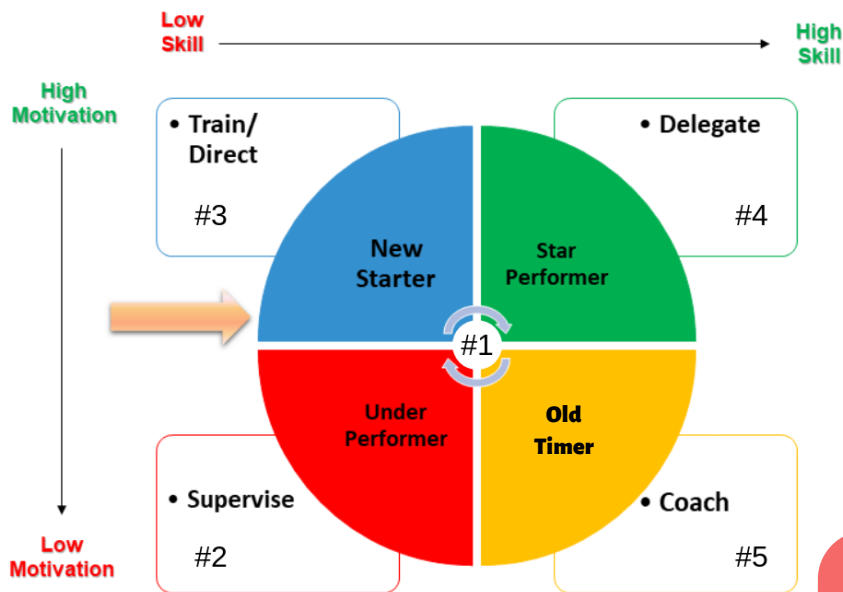 Low
Skill
High
Skill
High
Motivation
• Train/
Direct
#3
• Delegate
#4
New
Starter
Star
Performer
#1
Under
Performer
Old
Timer
• Supervise
#2
• Coach
#5
Low
Motivation